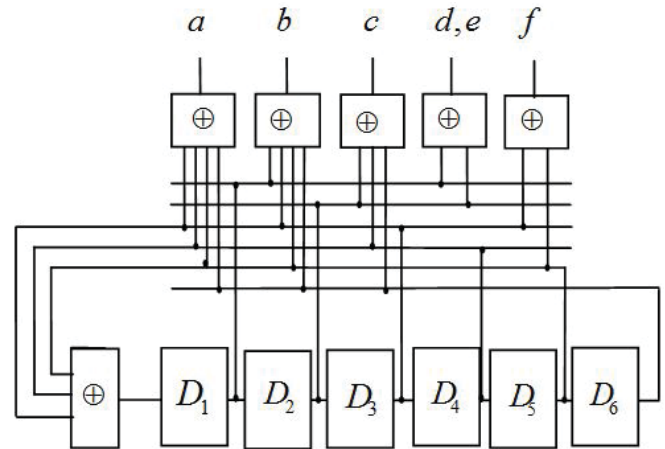 a b c d,e f
⊕ ⊕ ⊕ ⊕ ⊕
⊕ D₁ D₂ D₃ D₄ D₅ D₆